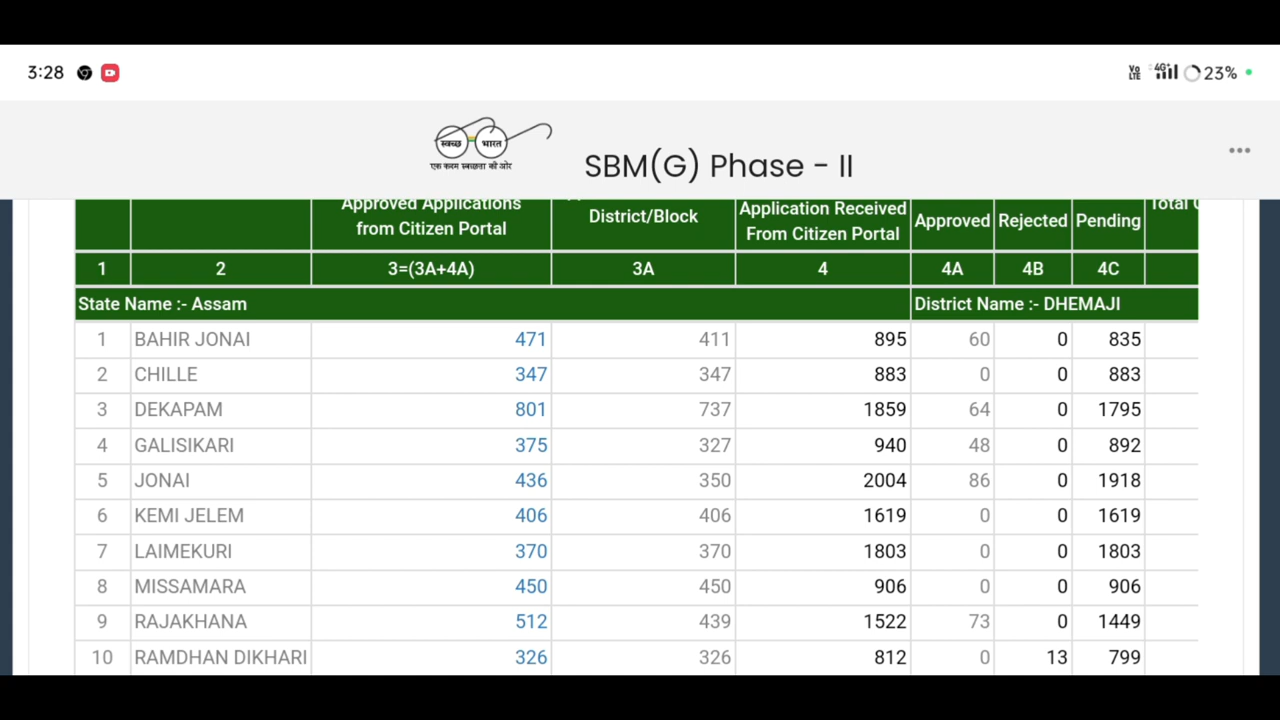 3:28 Vo LTE 4G+ 23%
स्वच्छ भारत
एक कदम स्वच्छता की ओर
SBM(G) Phase - II
Approved Applications from Citizen Portal
District/Block
Application Received From Citizen Portal
Approved Rejected Pending
1 2 3=(3A+4A) 3A 4 4A 4B 4C
State Name :- Assam District Name :- DHEMAJI
1 BAHIR JONAI 471 411 895 60 0 835
2 CHILLE 347 347 883 0 0 883
3 DEKAPAM 801 737 1859 64 0 1795
4 GALISIKARI 375 327 940 48 0 892
5 JONAI 436 350 2004 86 0 1918
6 KEMI JELEM 406 406 1619 0 0 1619
7 LAIMEKURI 370 370 1803 0 0 1803
8 MISSAMARA 450 450 906 0 0 906
9 RAJAKHANA 512 439 1522 73 0 1449
10 RAMDHAN DIKHARI 326 326 812 0 13 799